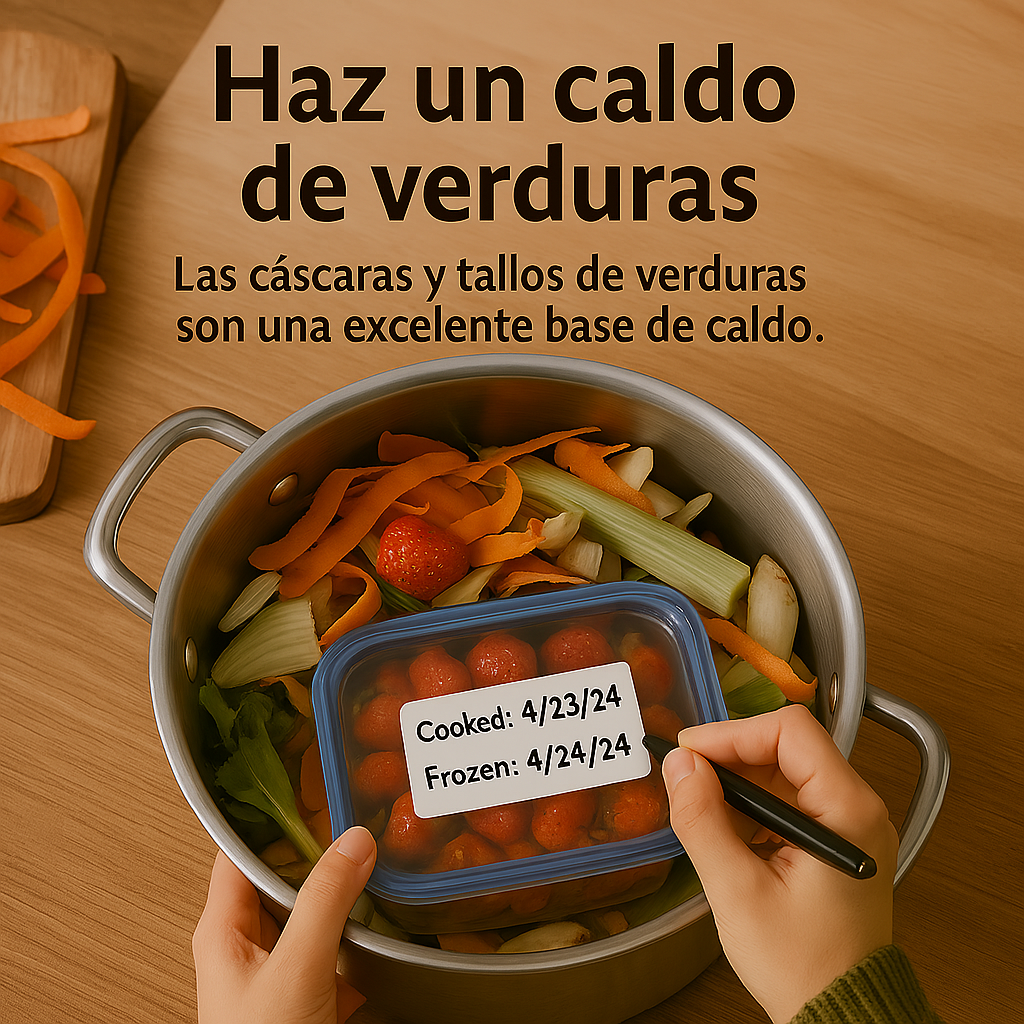 Haz un caldo
de verduras
Las cáscaras y tallos de verduras
son una excelente base de caldo.
Cooked: 4/23/24
Frozen: 4/24/24